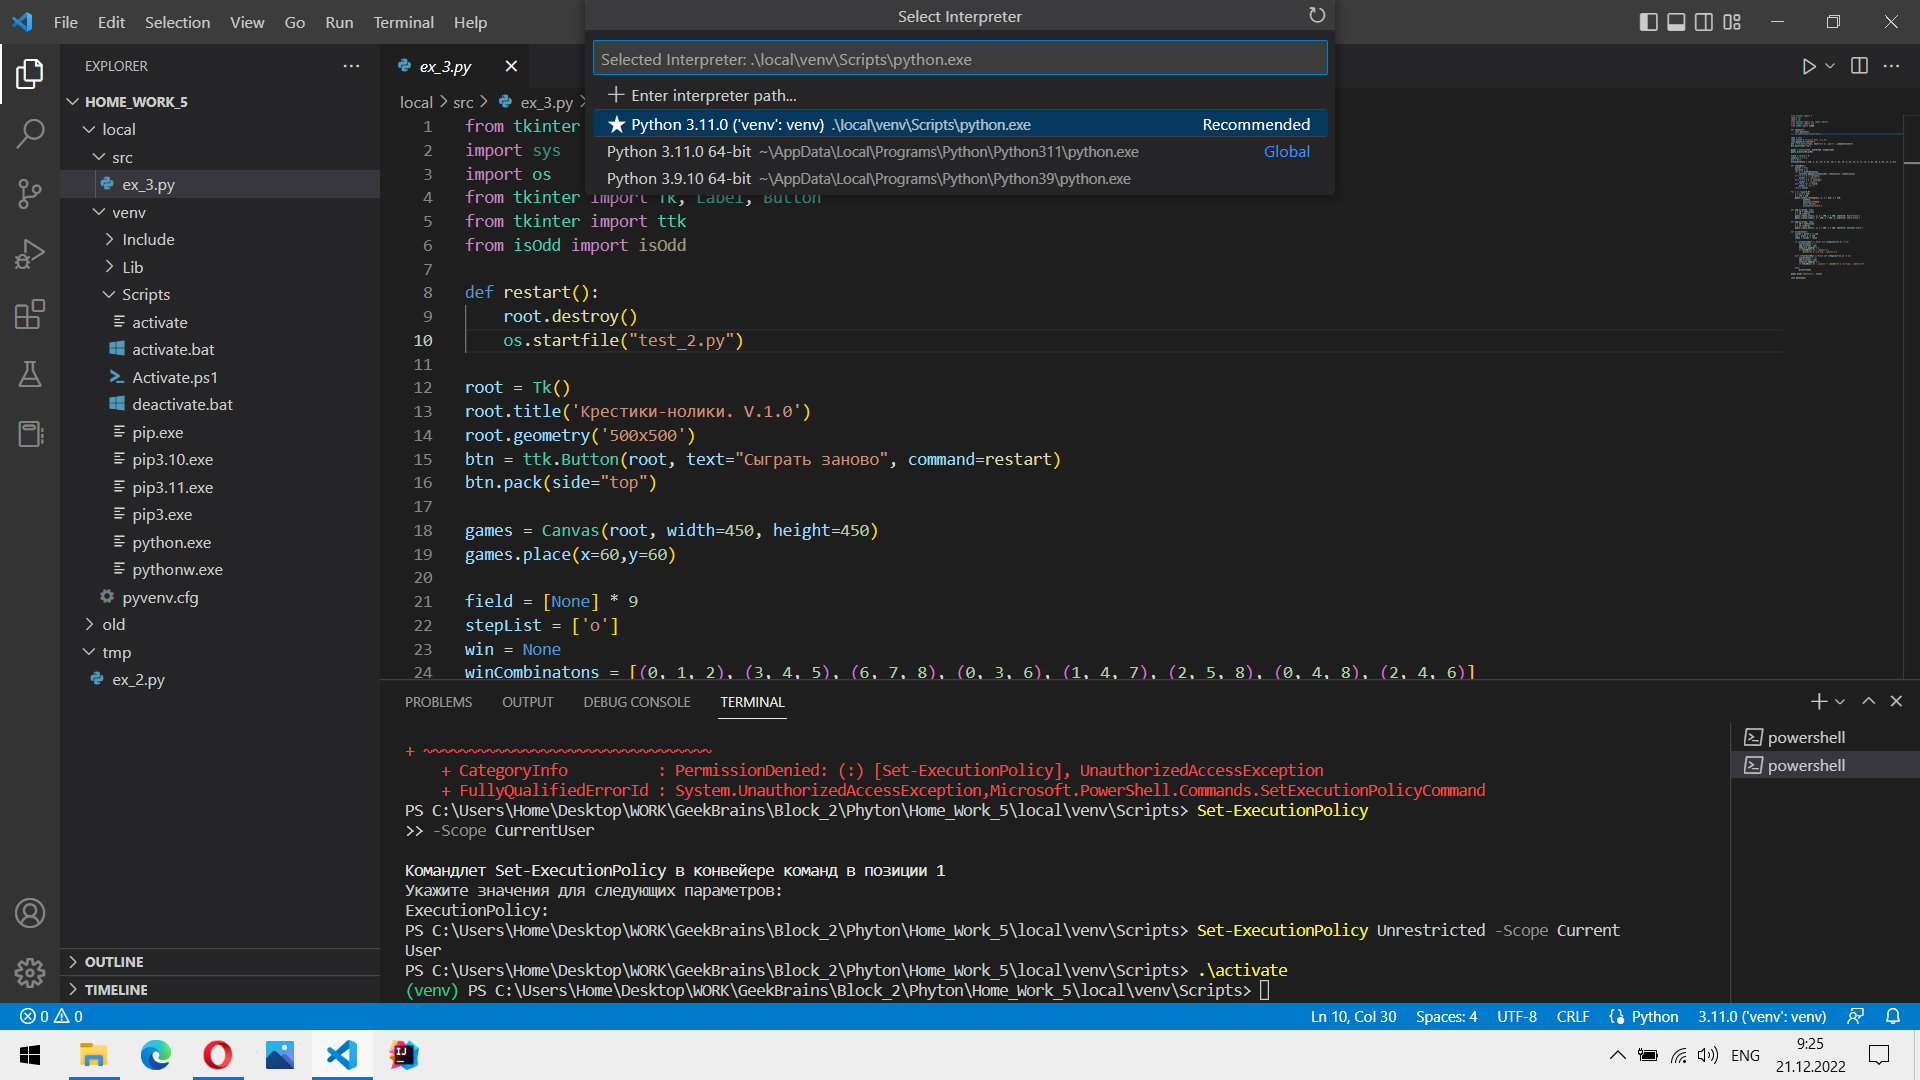 File Edit Selection View Go Run Terminal Help
Select Interpreter
Selected Interpreter: .\local\venv\Scripts\python.exe
Enter interpreter path...
Python 3.11.0 ('venv': venv) .\local\venv\Scripts\python.exe Recommended
Python 3.11.0 64-bit ~\AppData\Local\Programs\Python\Python311\python.exe Global
Python 3.9.10 64-bit ~\AppData\Local\Programs\Python\Python39\python.exe
EXPLORER
HOME_WORK_5
local
src
ex_3.py
venv
Include
Lib
Scripts
activate
activate.bat
Activate.ps1
deactivate.bat
pip.exe
pip3.10.exe
pip3.11.exe
pip3.exe
python.exe
pythonw.exe
pyvenv.cfg
old
tmp
ex_2.py
OUTLINE
TIMELINE
ex_3.py
local > src > ex_3.py >
1 from tkinter
2 import sys
3 import os
4 from tkinter import Tk, Label, Button
5 from tkinter import ttk
6 from isOdd import isOdd
7
8 def restart():
9 root.destroy()
10 os.startfile("test_2.py")
11
12 root = Tk()
13 root.title('Крестики-нолики. V.1.0')
14 root.geometry('500x500')
15 btn = ttk.Button(root, text="Сыграть заново", command=restart)
16 btn.pack(side="top")
17
18 games = Canvas(root, width=450, height=450)
19 games.place(x=60,y=60)
20
21 field = [None] * 9
22 stepList = ['o']
23 win = None
24 winCombinatons = [(0, 1, 2), (3, 4, 5), (6, 7, 8), (0, 3, 6), (1, 4, 7), (2, 5, 8), (0, 4, 8), (2, 4, 6)]
PROBLEMS OUTPUT DEBUG CONSOLE TERMINAL
+ ~~~~~~~~~~~~~~~~~~~~~~~~~~~~~~~~
+ CategoryInfo : PermissionDenied: (:) [Set-ExecutionPolicy], UnauthorizedAccessException
+ FullyQualifiedErrorId : System.UnauthorizedAccessException,Microsoft.PowerShell.Commands.SetExecutionPolicyCommand
PS C:\Users\Home\Desktop\WORK\GeekBrains\Block_2\Phyton\Home_Work_5\local\venv\Scripts> Set-ExecutionPolicy
>> -Scope CurrentUser
Командлет Set-ExecutionPolicy в конвейере команд в позиции 1
Укажите значения для следующих параметров:
ExecutionPolicy:
PS C:\Users\Home\Desktop\WORK\GeekBrains\Block_2\Phyton\Home_Work_5\local\venv\Scripts> Set-ExecutionPolicy Unrestricted -Scope Current
User
PS C:\Users\Home\Desktop\WORK\GeekBrains\Block_2\Phyton\Home_Work_5\local\venv\Scripts> .\activate
(venv) PS C:\Users\Home\Desktop\WORK\GeekBrains\Block_2\Phyton\Home_Work_5\local\venv\Scripts>
powershell
powershell
0 0
Ln 10, Col 30 Spaces: 4 UTF-8 CRLF Python 3.11.0 ('venv': venv)
ENG
9:25
21.12.2022